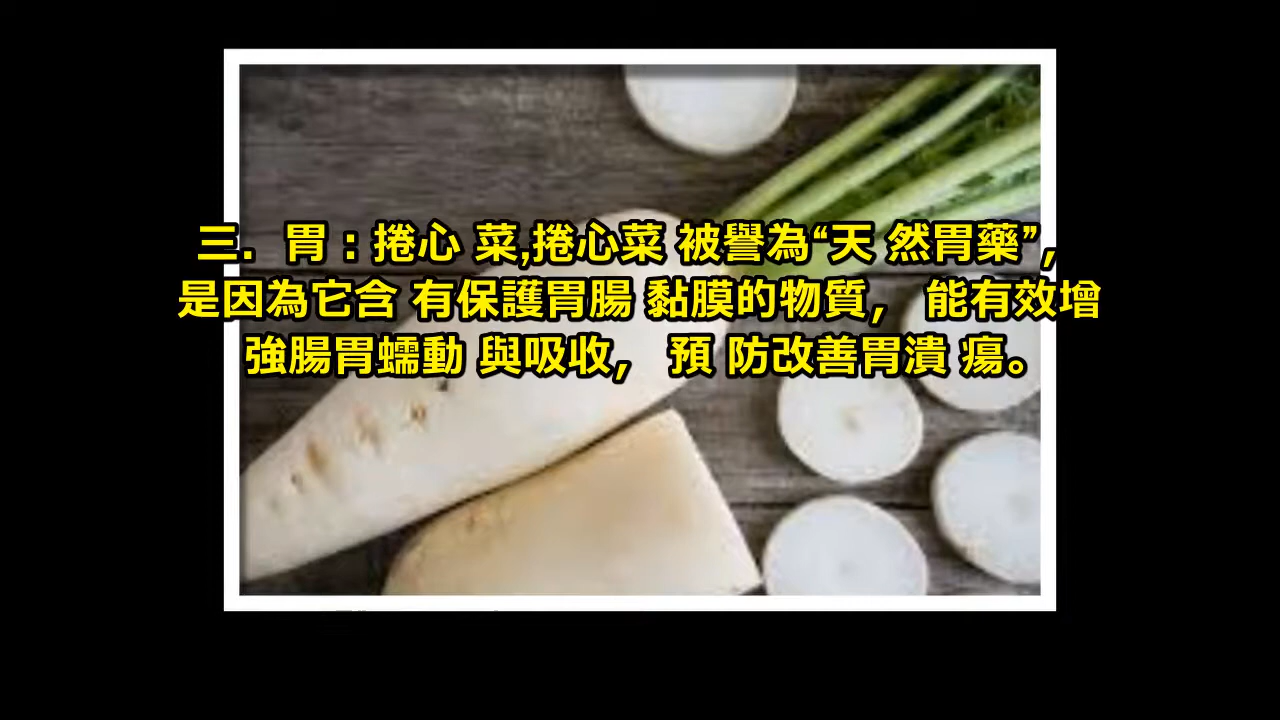 三．胃：捲心 菜,捲心菜 被譽為“天 然胃藥”，
是因為它含 有保護胃腸 黏膜的物質， 能有效增
強腸胃蠕動 與吸收， 預 防改善胃潰 瘍。